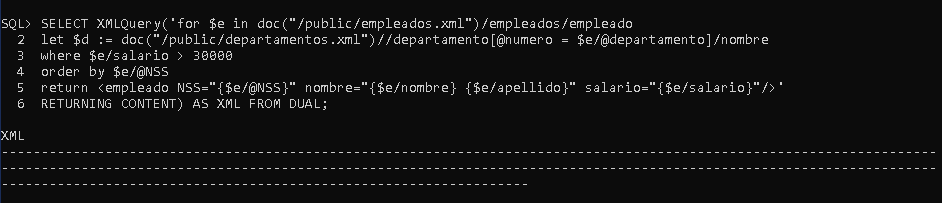 SQL> SELECT XMLQuery('for $e in doc("/public/empleados.xml")/empleados/empleado
  2  let $d := doc("/public/departamentos.xml")//departamento[@numero = $e/@departamento]/nombre
  3  where $e/salario > 30000
  4  order by $e/@NSS
  5  return <empleado NSS="{$e/@NSS}" nombre="{$e/nombre} {$e/apellido}" salario="{$e/salario}"/>'
  6  RETURNING CONTENT) AS XML FROM DUAL;
XML
---------------------------------------------------------------------------------------------------------------------
---------------------------------------------------------------------------------------------------------------------
------------------------------------------------------------------